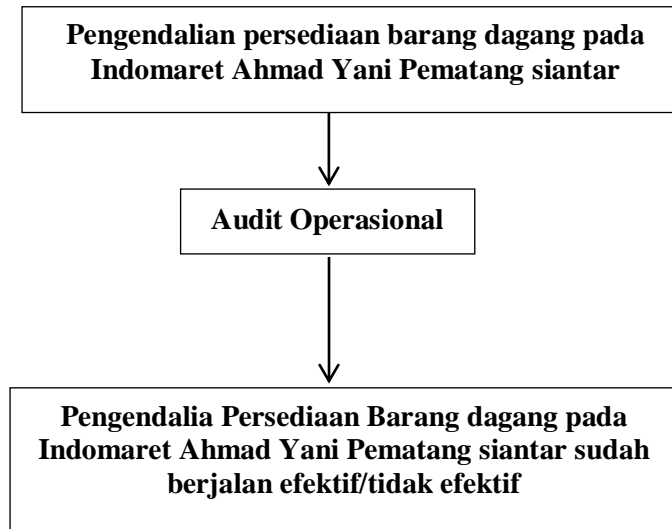 Pengendalian persediaan barang dagang pada
Indomaret Ahmad Yani Pematang siantar
Audit Operasional
Pengendalia Persediaan Barang dagang pada
Indomaret Ahmad Yani Pematang siantar sudah
berjalan efektif/tidak efektif